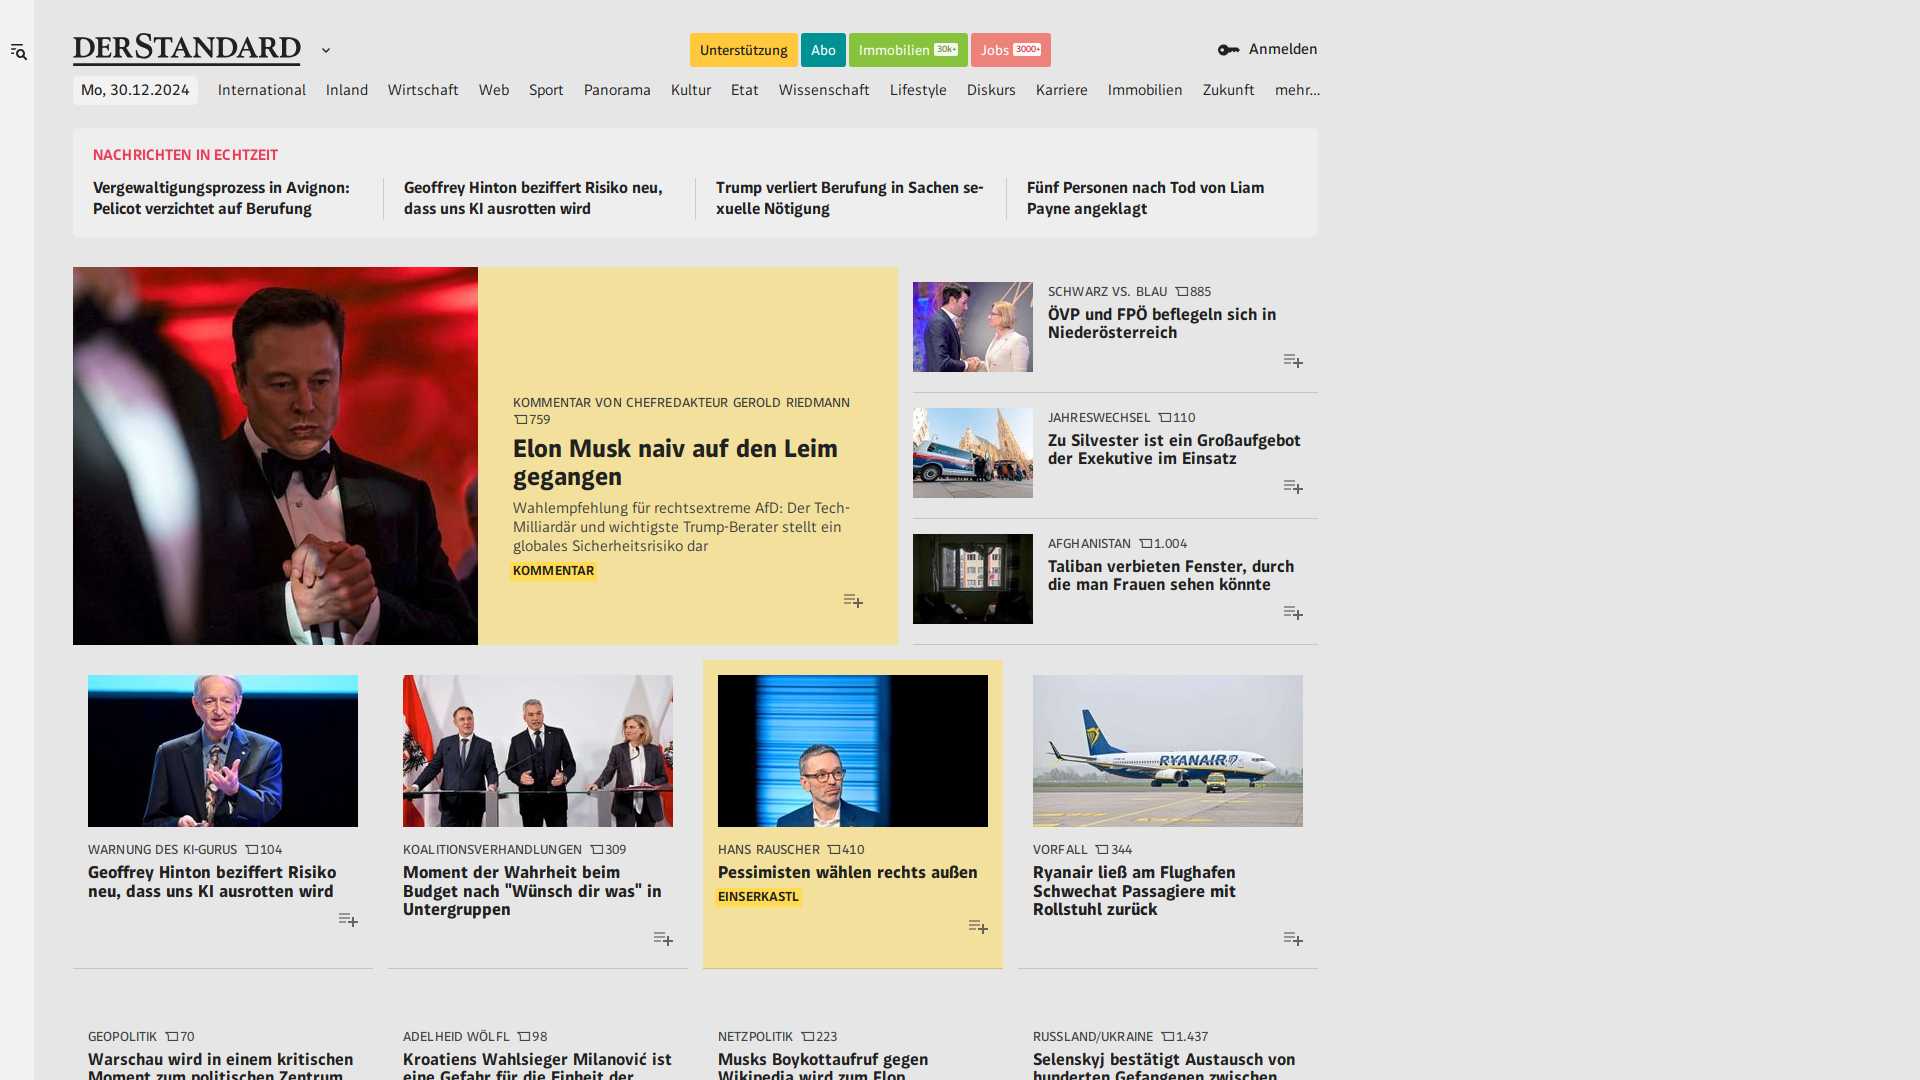 DERSTANDARD
Unterstützung
Abo
Immobilien 30k+
Jobs 3000+
Anmelden
Mo, 30.12.2024
International
Inland
Wirtschaft
Web
Sport
Panorama
Kultur
Etat
Wissenschaft
Lifestyle
Diskurs
Karriere
Immobilien
Zukunft
mehr...
NACHRICHTEN IN ECHTZEIT
Vergewaltigungsprozess in Avignon:
Pelicot verzichtet auf Berufung
Geoffrey Hinton beziffert Risiko neu,
dass uns KI ausrotten wird
Trump verliert Berufung in Sachen se-
xuelle Nötigung
Fünf Personen nach Tod von Liam
Payne angeklagt
KOMMENTAR VON CHEFREDAKTEUR GEROLD RIEDMANN
759
Elon Musk naiv auf den Leim
gegangen
Wahlempfehlung für rechtsextreme AfD: Der Tech-
Milliardär und wichtigste Trump-Berater stellt ein
globales Sicherheitsrisiko dar
KOMMENTAR
SCHWARZ VS. BLAU 885
ÖVP und FPÖ beflegeln sich in
Niederösterreich
JAHRESWECHSEL 110
Zu Silvester ist ein Großaufgebot
der Exekutive im Einsatz
AFGHANISTAN 1.004
Taliban verbieten Fenster, durch
die man Frauen sehen könnte
WARNUNG DES KI-GURUS 104
Geoffrey Hinton beziffert Risiko
neu, dass uns KI ausrotten wird
KOALITIONSVERHANDLUNGEN 309
Moment der Wahrheit beim
Budget nach "Wünsch dir was" in
Untergruppen
HANS RAUSCHER 410
Pessimisten wählen rechts außen
EINSERKASTL
RYANAIR
VORFALL 344
Ryanair ließ am Flughafen
Schwechat Passagiere mit
Rollstuhl zurück
GEOPOLITIK 70
Warschau wird in einem kritischen
Moment zum politischen Zentrum
ADELHEID WÖLFL 98
Kroatiens Wahlsieger Milanović ist
eine Gefahr für die Einheit der
NETZPOLITIK 223
Musks Boykottaufruf gegen
Wikipedia wird zum Flop
RUSSLAND/UKRAINE 1.437
Selenskyj bestätigt Austausch von
hunderten Gefangenen zwischen